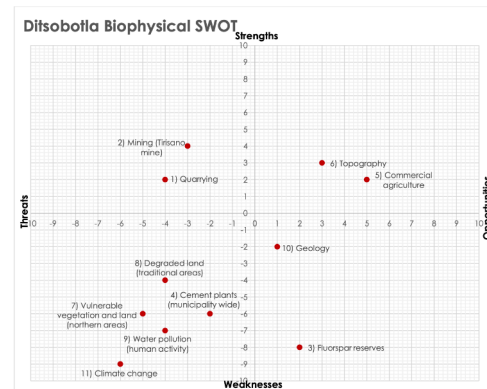 Ditsobotla Biophysical SWOT
Strengths
10
9
8
7
6
5
4
3
2
1
0
-10 -9 -8 -7 -6 -5 -4 -3 -2 -1 0 1 2 3 4 5 6 7 8 9 10
-2
-3
-4
-5
-6
-7
-8
-9
-10
Threats
Opportunities
Weaknesses
2) Mining (Tirisano
mine)
1) Quarrying
6) Topography
5) Commercial
agriculture
10) Geology
8) Degraded land
(traditional areas)
4) Cement plants
(municipality wide)
7) Vulnerable
vegetation and land
(northern areas)
9) Water pollution
(human activity)
3) Fluorspar reserves
11) Climate change